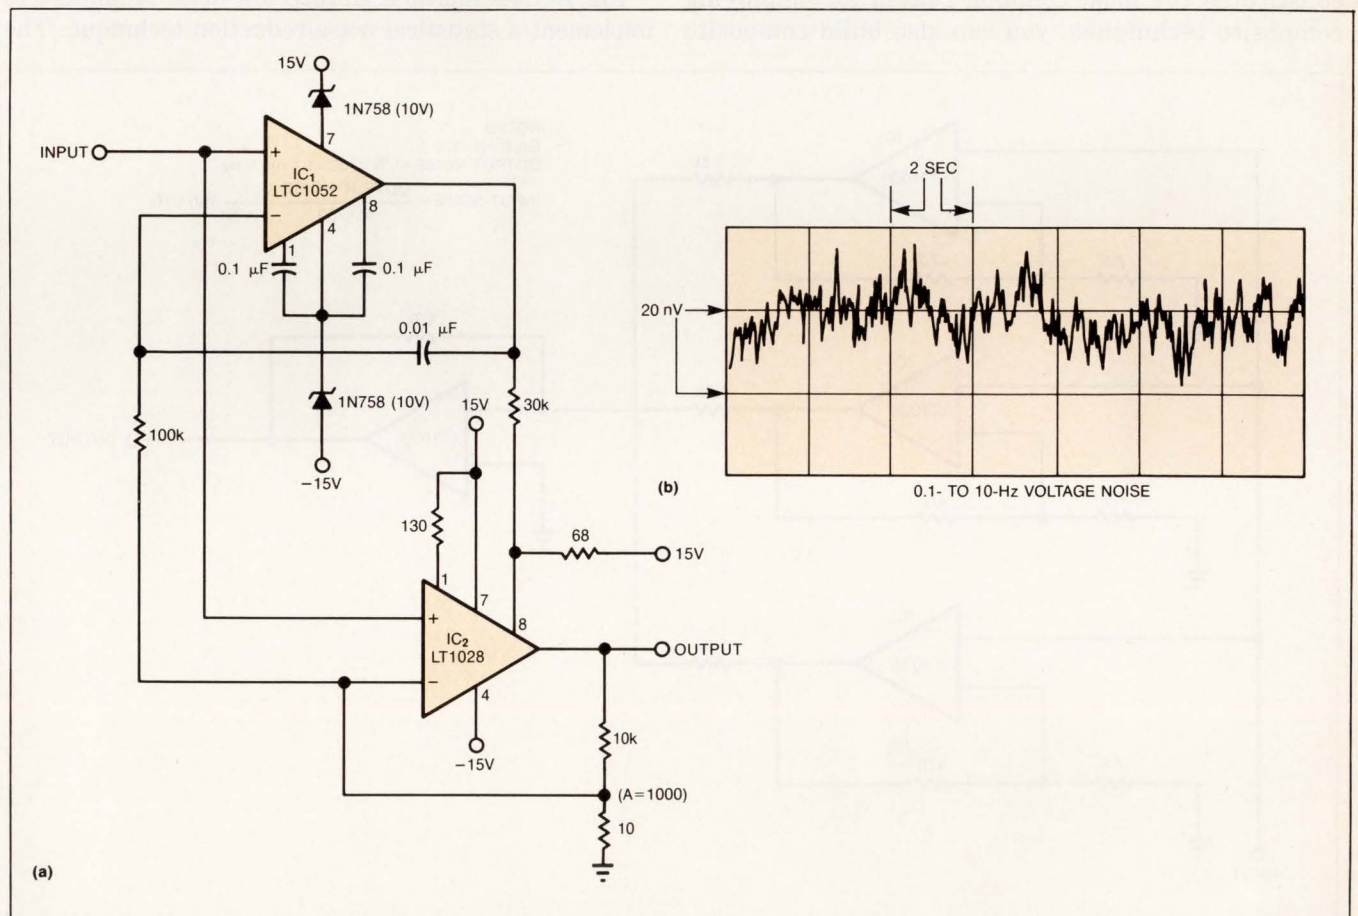 15V
1N758 (10V)
7
INPUT
+
IC1
LTC1052
8
−
4
1
0.1 µF
0.1 µF
0.01 µF
1N758 (10V)
30k
15V
100k
−15V
130
68
15V
1
7
+
8
IC2
LT1028
OUTPUT
−
4
10k
−15V
(A=1000)
10
(a)
2 SEC
20 nV
(b)
0.1- TO 10-Hz VOLTAGE NOISE